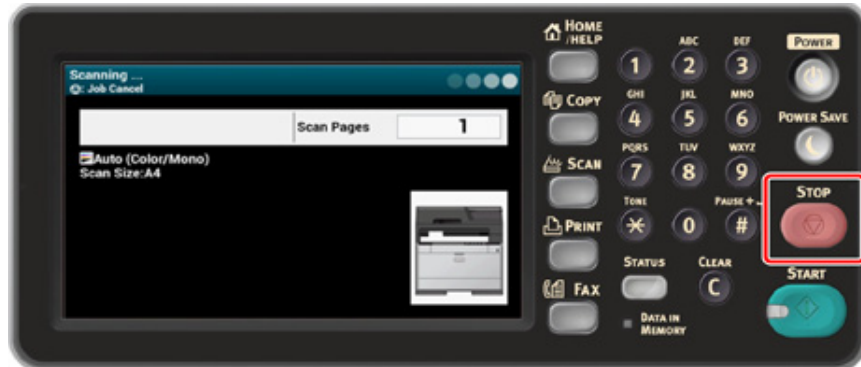 Scanning ...
: Job Cancel
Scan Pages 1
Auto (Color/Mono)
Scan Size:A4
HOME
/HELP
COPY
SCAN
PRINT
FAX
ABC DEF
1 2 3
GHI JKL MNO
4 5 6
PQRS TUV WXYZ
7 8 9
TONE PAUSE + -
* 0 #
STATUS CLEAR
C
DATA IN
MEMORY
POWER
POWER SAVE
STOP
START